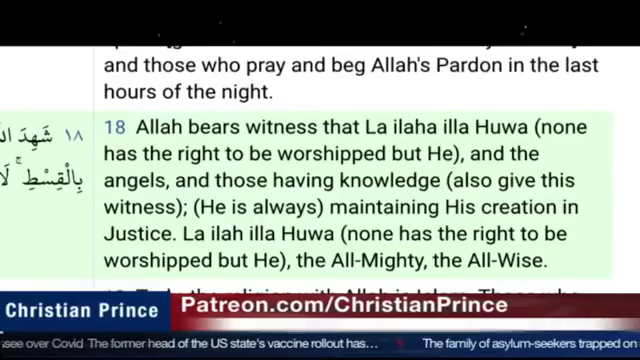 and those who pray and beg Allah's Pardon in the last
hours of the night.
١٨ شَهِدَ
18 Allah bears witness that La ilaha illa Huwa (none
بِالْقِسْطِ ۚ
has the right to be worshipped but He), and the
angels, and those having knowledge (also give this
witness); (He is always) maintaining His creation in
Justice. La ilah illa Huwa (none has the right to be
worshipped but He), the All-Mighty, the All-Wise.
Christian Prince
Patreon.com/ChristianPrince
see over Covid The former head of the US state's vaccine rollout has... The family of asylum-seekers trapped on